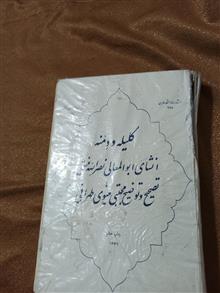 کلیله و دمنه
انشای ابوالمعالی نصرالله منشی
تصحیح و توضیح مجتبی مینوی طهرانی